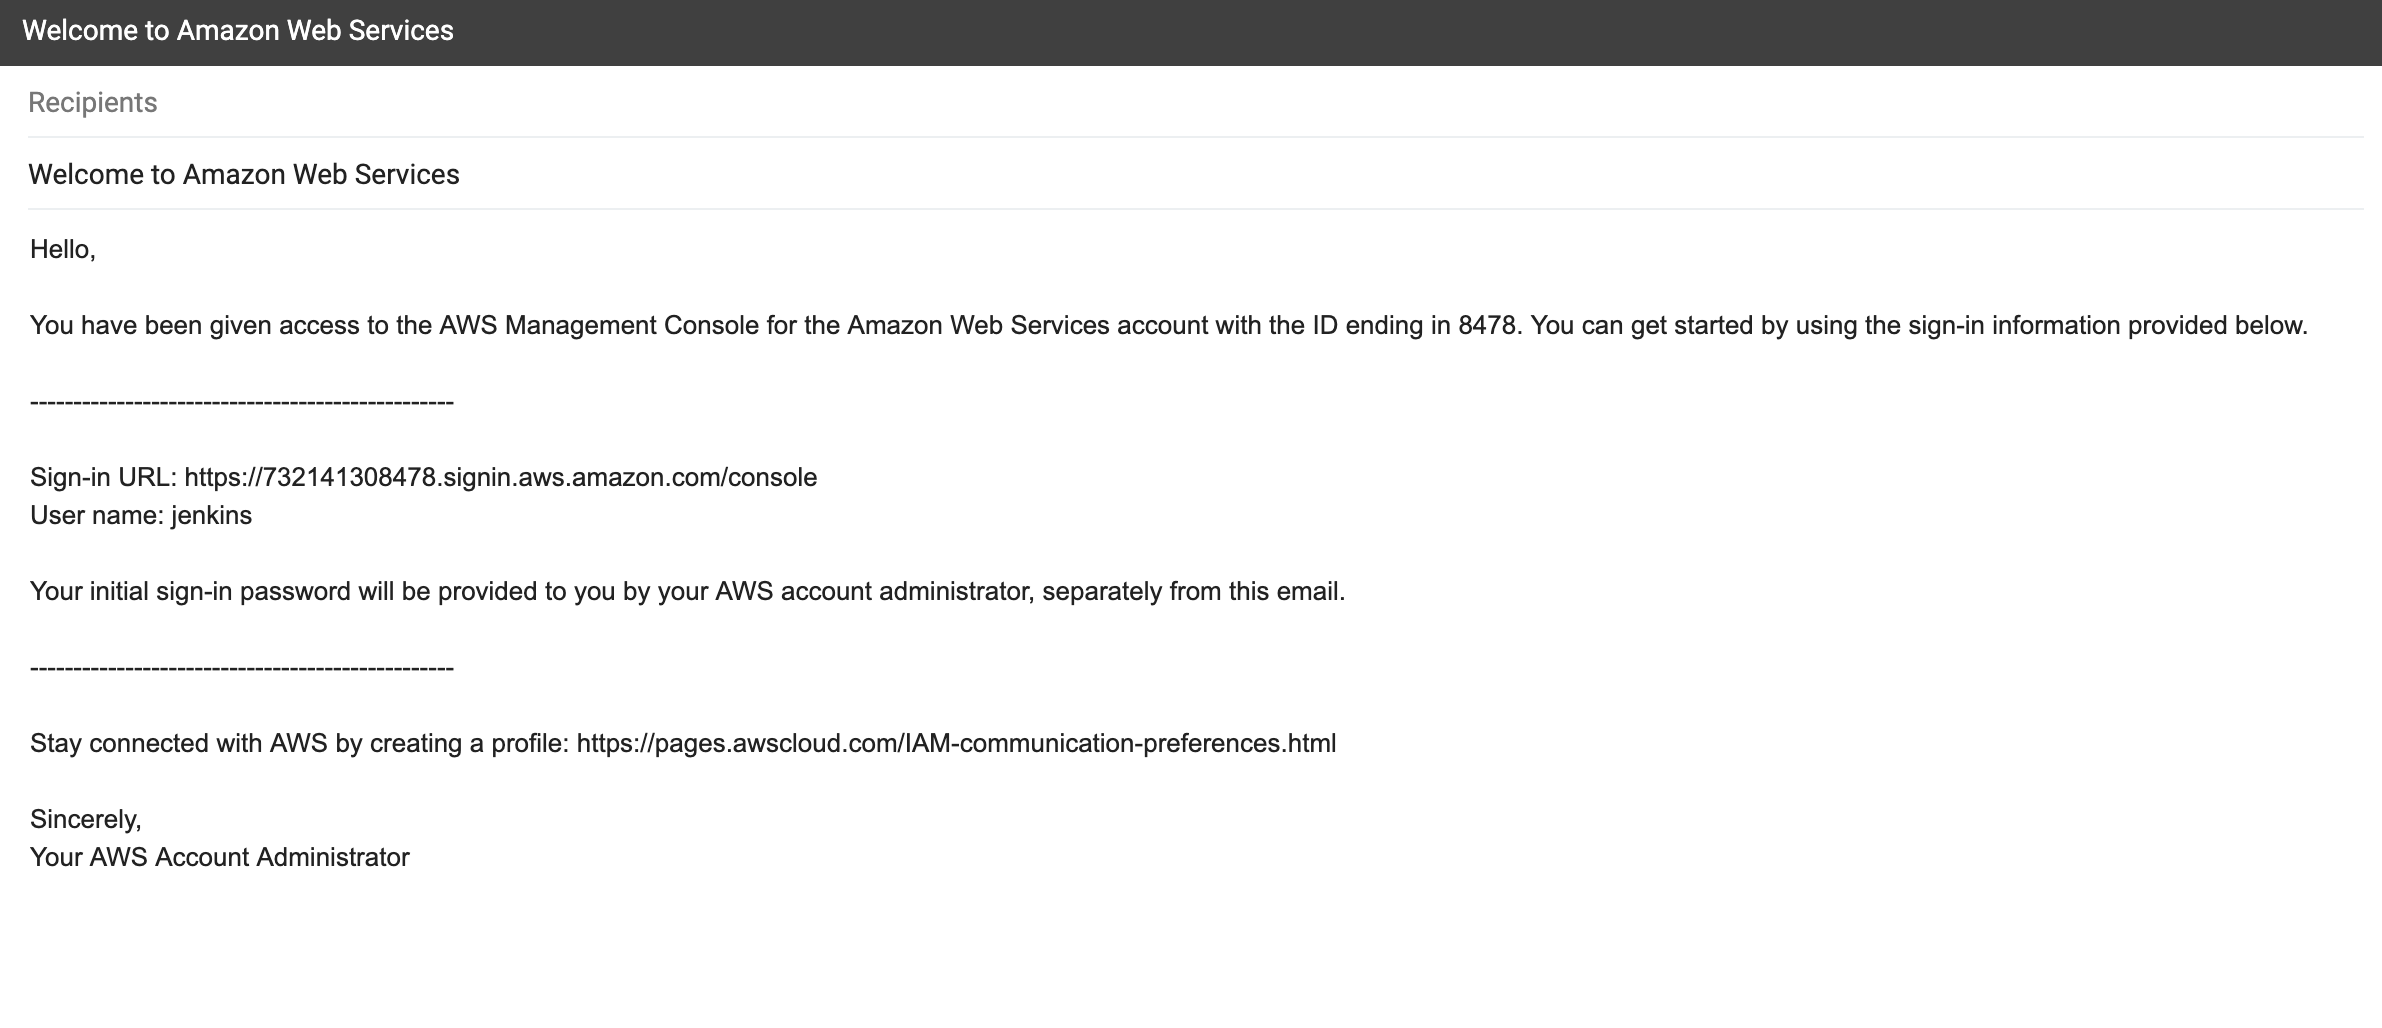 Welcome to Amazon Web Services
Recipients
Welcome to Amazon Web Services
Hello,
You have been given access to the AWS Management Console for the Amazon Web Services account with the ID ending in 8478. You can get started by using the sign-in information provided below.
-------------------------------------------------
Sign-in URL: https://732141308478.signin.aws.amazon.com/console
User name: jenkins
Your initial sign-in password will be provided to you by your AWS account administrator, separately from this email.
-------------------------------------------------
Stay connected with AWS by creating a profile: https://pages.awscloud.com/IAM-communication-preferences.html
Sincerely,
Your AWS Account Administrator